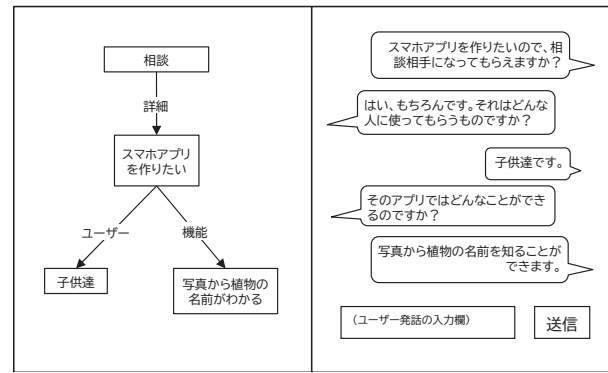 相談
詳細
スマホアプリ
を作りたい
ユーザー
機能
子供達
写真から植物の
名前がわかる
スマホアプリを作りたいので、相
談相手になってもらえますか？
はい、もちろんです。それはどんな
人に使ってもらうものですか？
子供達です。
そのアプリではどんなことができ
るのですか？
写真から植物の名前を知ることが
できます。
（ユーザー発話の入力欄）
送信